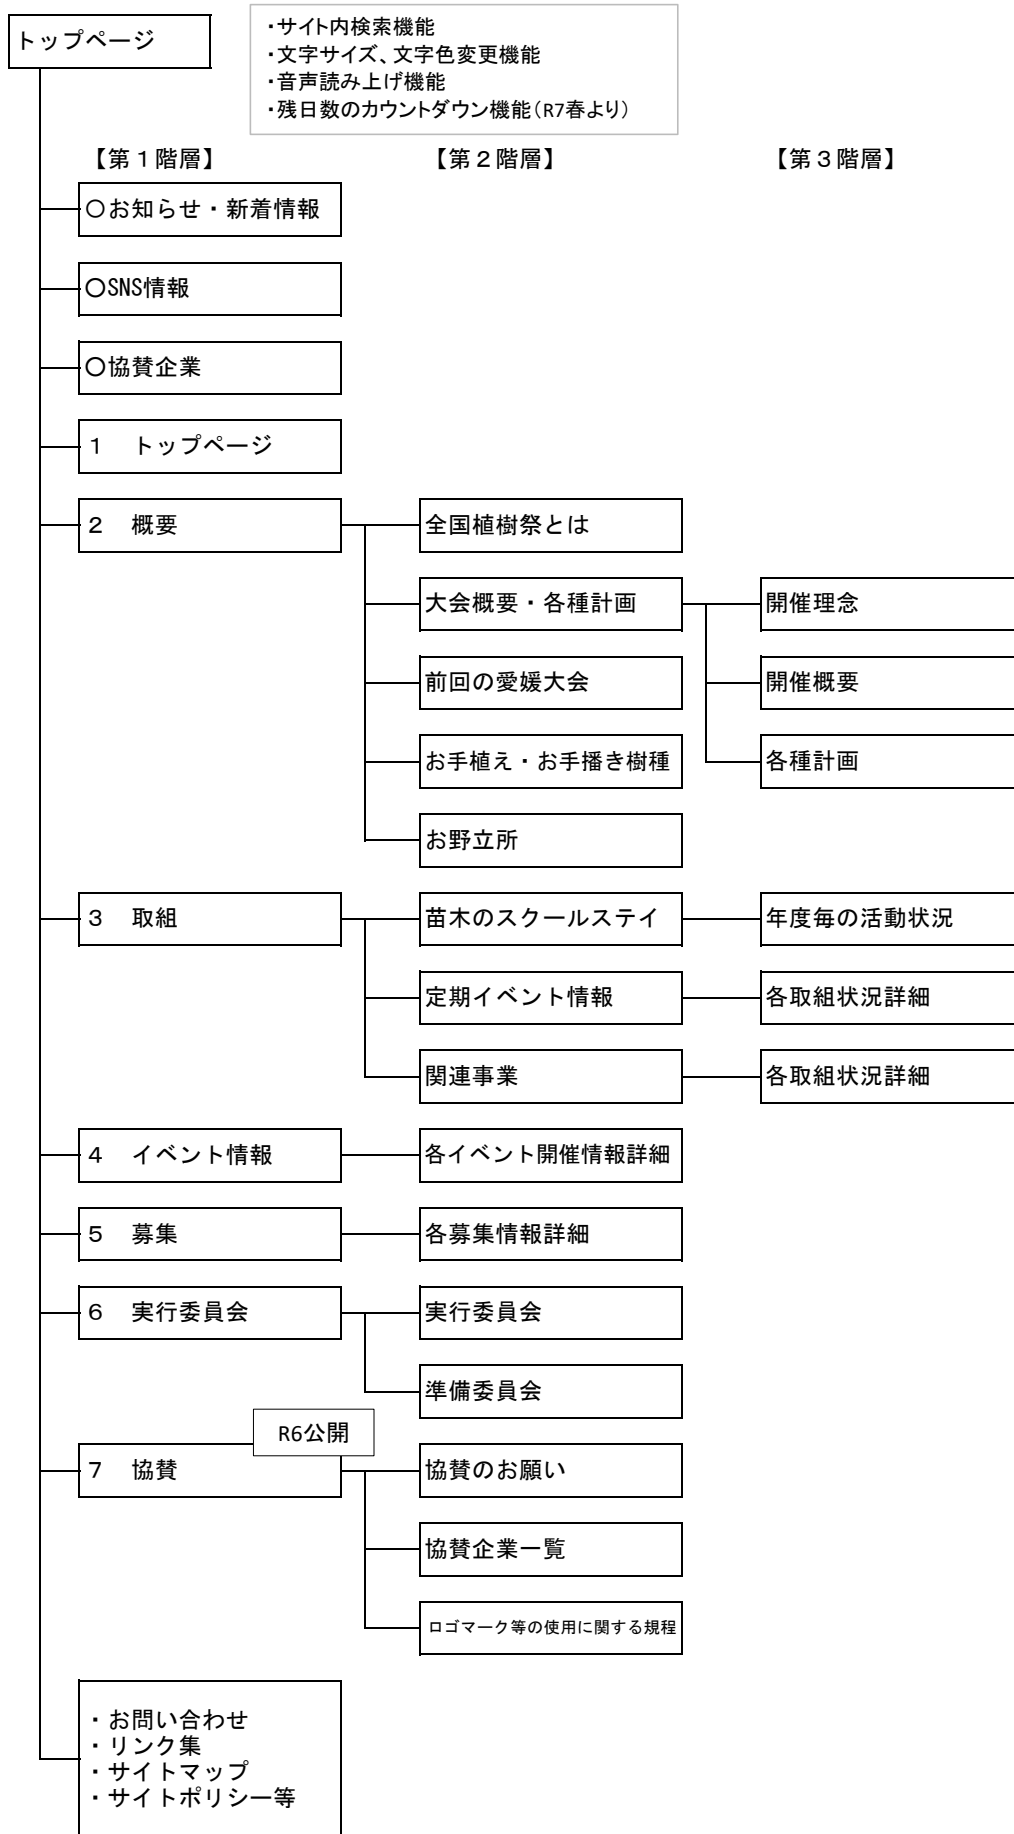 トップページ
・サイト内検索機能
・文字サイズ、文字色変更機能
・音声読み上げ機能
・残日数のカウントダウン機能（R7春より）
【第１階層】
【第２階層】
【第３階層】
〇お知らせ・新着情報
〇SNS情報
〇協賛企業
１　トップページ
２　概要
全国植樹祭とは
大会概要・各種計画
開催理念
前回の愛媛大会
開催概要
お手植え・お手播き樹種
各種計画
お野立所
３　取組
苗木のスクールステイ
年度毎の活動状況
定期イベント情報
各取組状況詳細
関連事業
各取組状況詳細
４　イベント情報
各イベント開催情報詳細
５　募集
各募集情報詳細
６　実行委員会
実行委員会
準備委員会
R6公開
７　協賛
協賛のお願い
協賛企業一覧
ロゴマーク等の使用に関する規程
・お問い合わせ
・リンク集
・サイトマップ
・サイトポリシー等